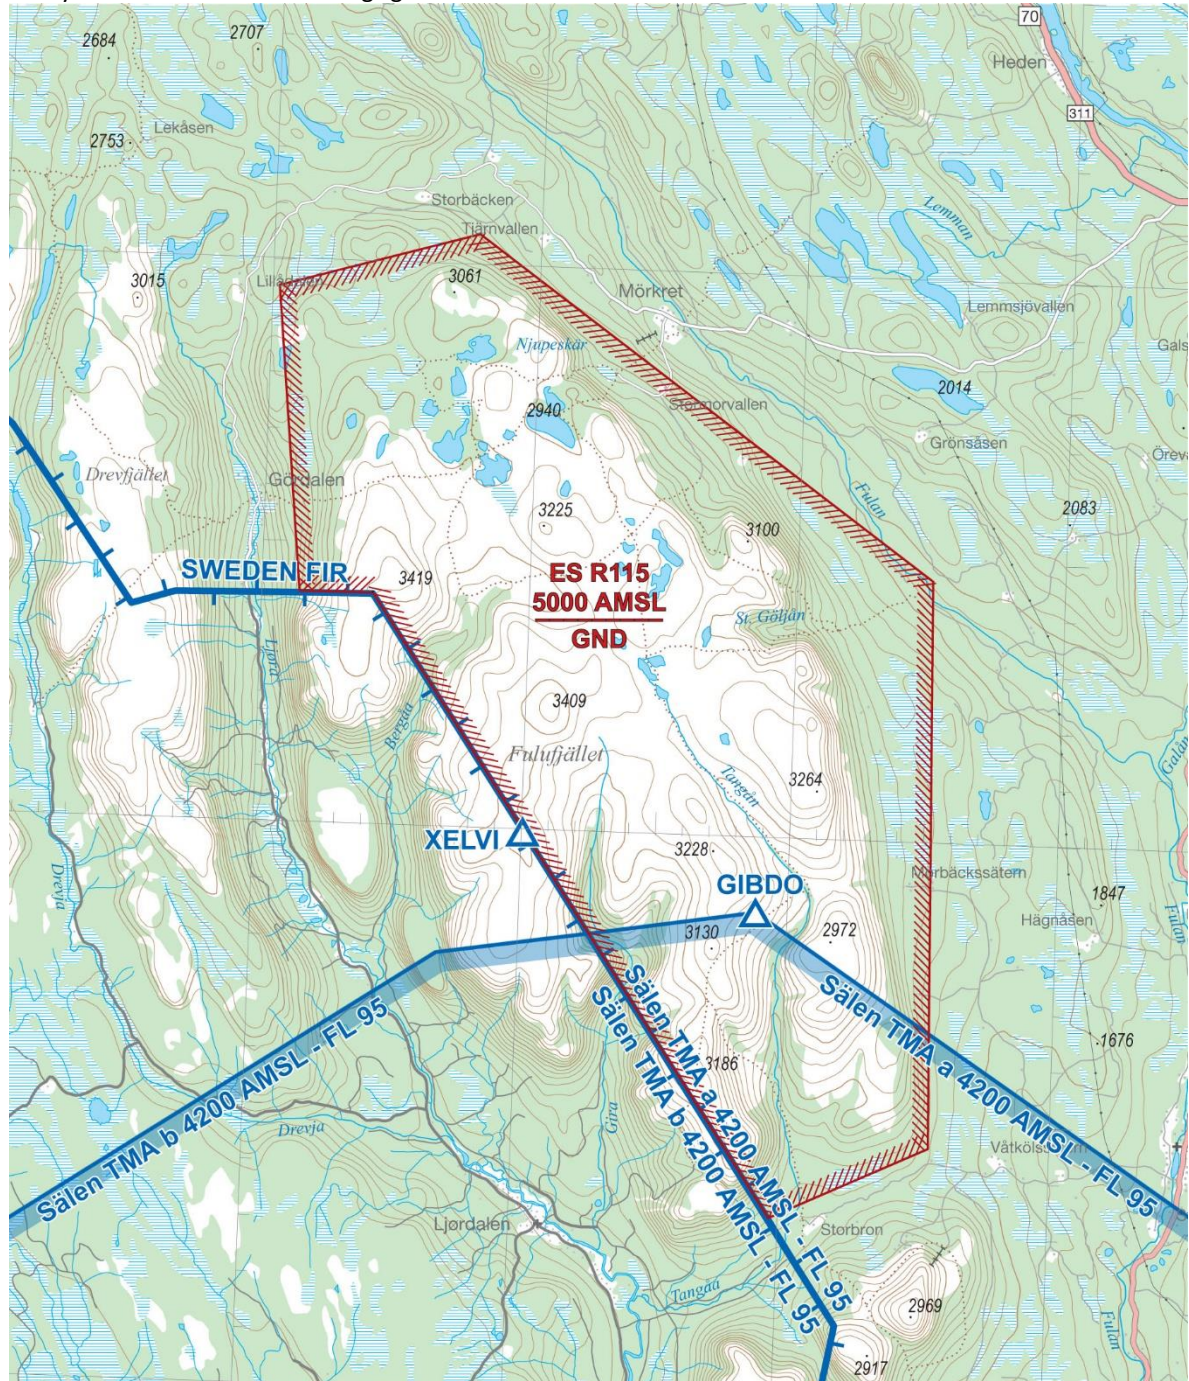 70
2684
2707
Heden
311
2753
Lekåsen
Storbäcken
Tjärnvallen
Lemman
3015
Lillådalen
3061
Mörkret
Lemmsjövallen
Njupeskär
Gals
2014
2940
Stormorvallen
Grönsåsen
Öreva
Drevfjället
Gördalen
Fulan
2083
3225
3100
SWEDEN FIR
3419
ES R115
5000 AMSL
GND
St. Göljån
Ljøra
Bergåa
3409
Fulufjället
Galån
Tangån
3264
XELVI
3228
Drevja
GIBDO
Mörbäckssätern
1847
Hägnåsen
Fulan
3130
2972
Sälen TMA a 4200 AMSL - FL 95
Sälen TMA b 4200 AMSL - FL 95
Sälen TMA a 4200 AMSL - FL 95
Sälen TMA b 4200 AMSL - FL 95
1676
3186
Drevja
Gira
Ljørdalen
Storbron
Tangåa
2969
Fulan
2917